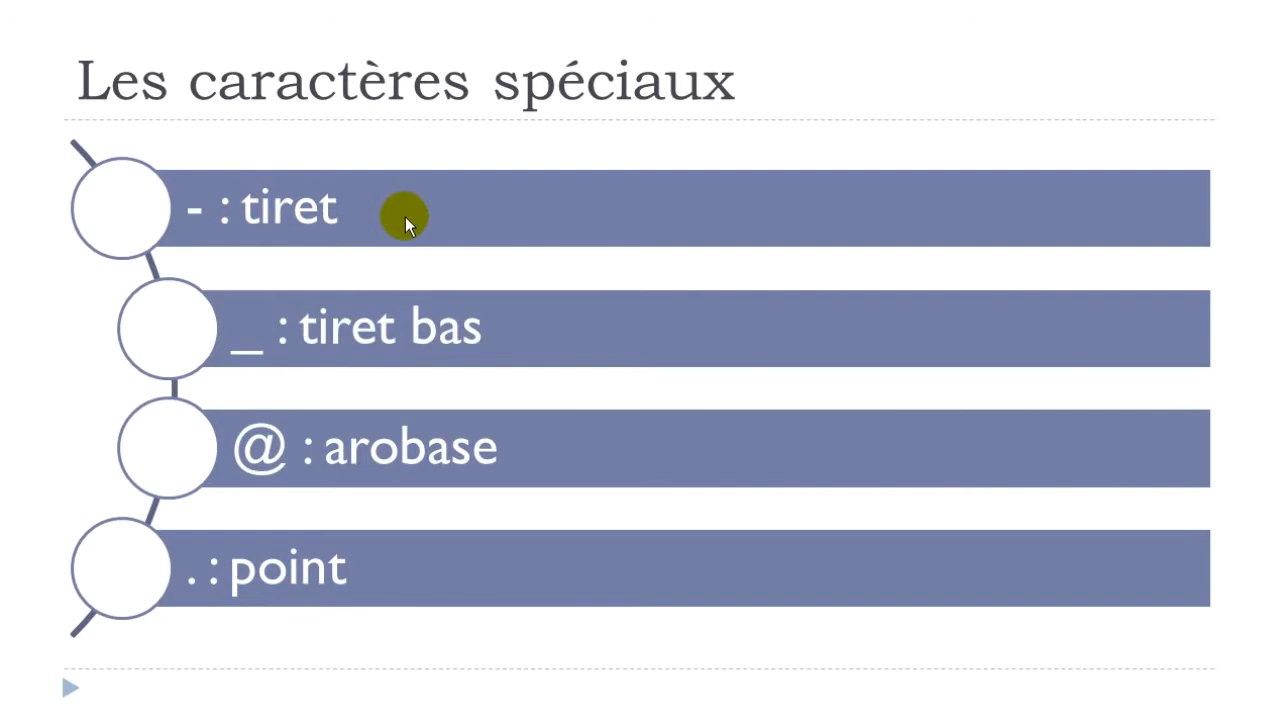 Les caractères spéciaux
- : tiret
_ : tiret bas
@ : arobase
. : point